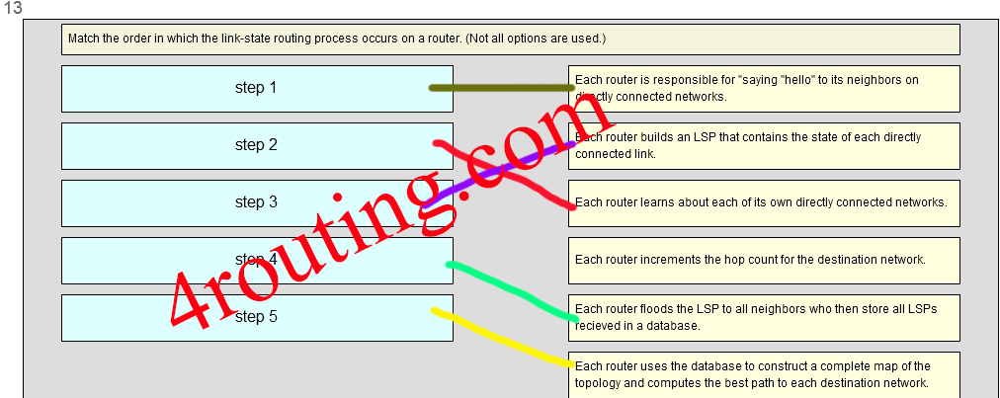 13
Match the order in which the link-state routing process occurs on a router. (Not all options are used.)
step 1
Each router is responsible for "saying "hello" to its neighbors on
directly connected networks.
step 2
Each router builds an LSP that contains the state of each directly
connected link.
step 3
Each router learns about each of its own directly connected networks.
step 4
Each router increments the hop count for the destination network.
step 5
Each router floods the LSP to all neighbors who then store all LSPs
recieved in a database.
Each router uses the database to construct a complete map of the
topology and computes the best path to each destination network.
4routing.com